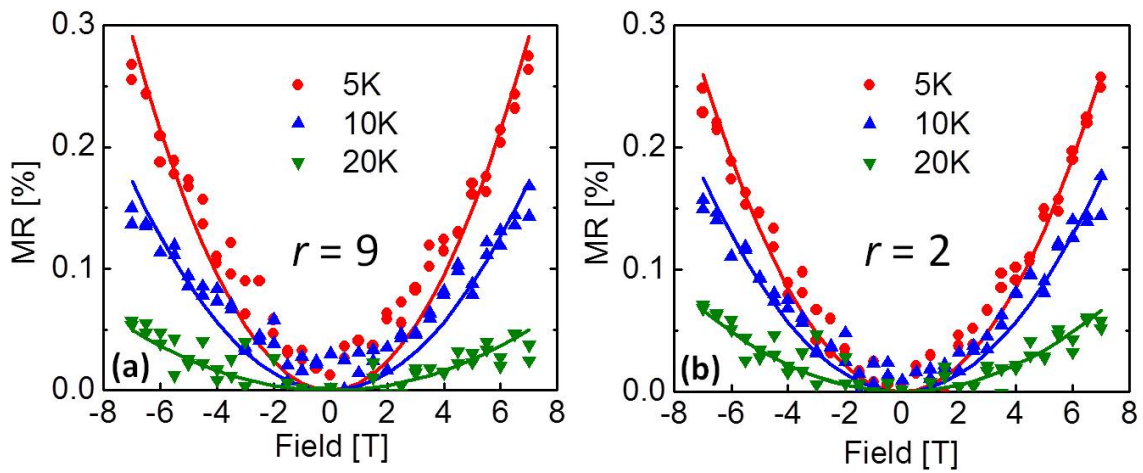 0.3
0.2
0.1
0.0
MR [%]
5K
10K
20K
r = 9
(a)
-8 -6 -4 -2 0 2 4 6 8
Field [T]
0.3
0.2
0.1
0.0
MR [%]
5K
10K
20K
r = 2
(b)
-8 -6 -4 -2 0 2 4 6 8
Field [T]